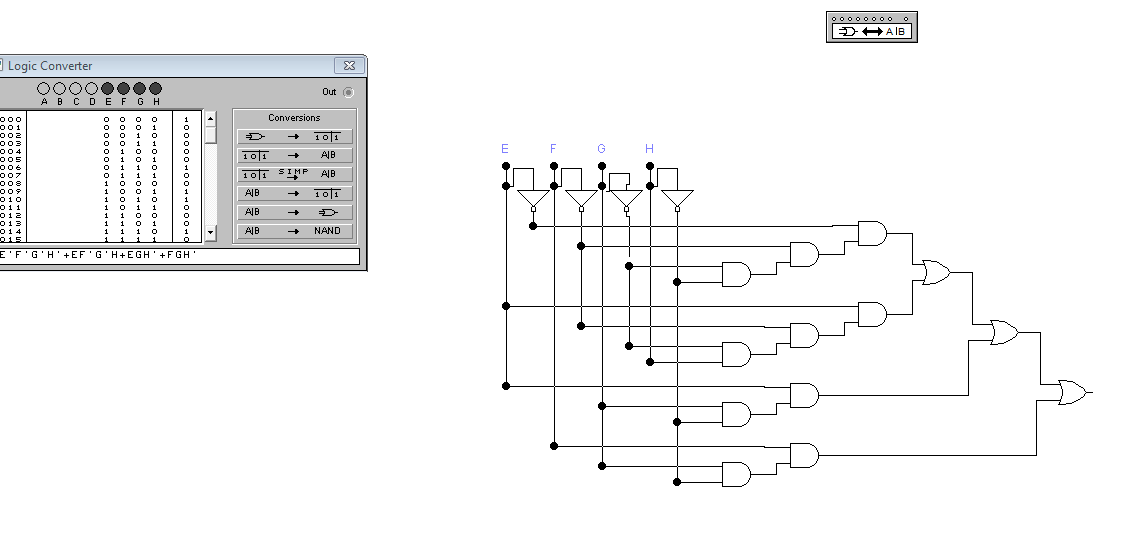 Logic Converter
A|B
Out
A B C D E F G H
Conversions
000 0 0 0 0 1
001 0 0 0 1 0
002 0 0 1 0 0
003 0 0 1 1 0
004 0 1 0 0 0
005 0 1 0 1 0
006 0 1 1 0 1
007 0 1 1 1 0
008 1 0 0 0 0
009 1 0 0 1 1
010 1 0 1 0 1
011 1 0 1 1 0
012 1 1 0 0 0
013 1 1 0 1 0
014 1 1 1 0 1
015 1 1 1 1 0
1 0 1
1 0 1 A|B
1 0 1 SIMP A|B
A|B 1 0 1
A|B
A|B NAND
E'F'G'H'+EF'G'H+EGH'+FGH'
E F G H